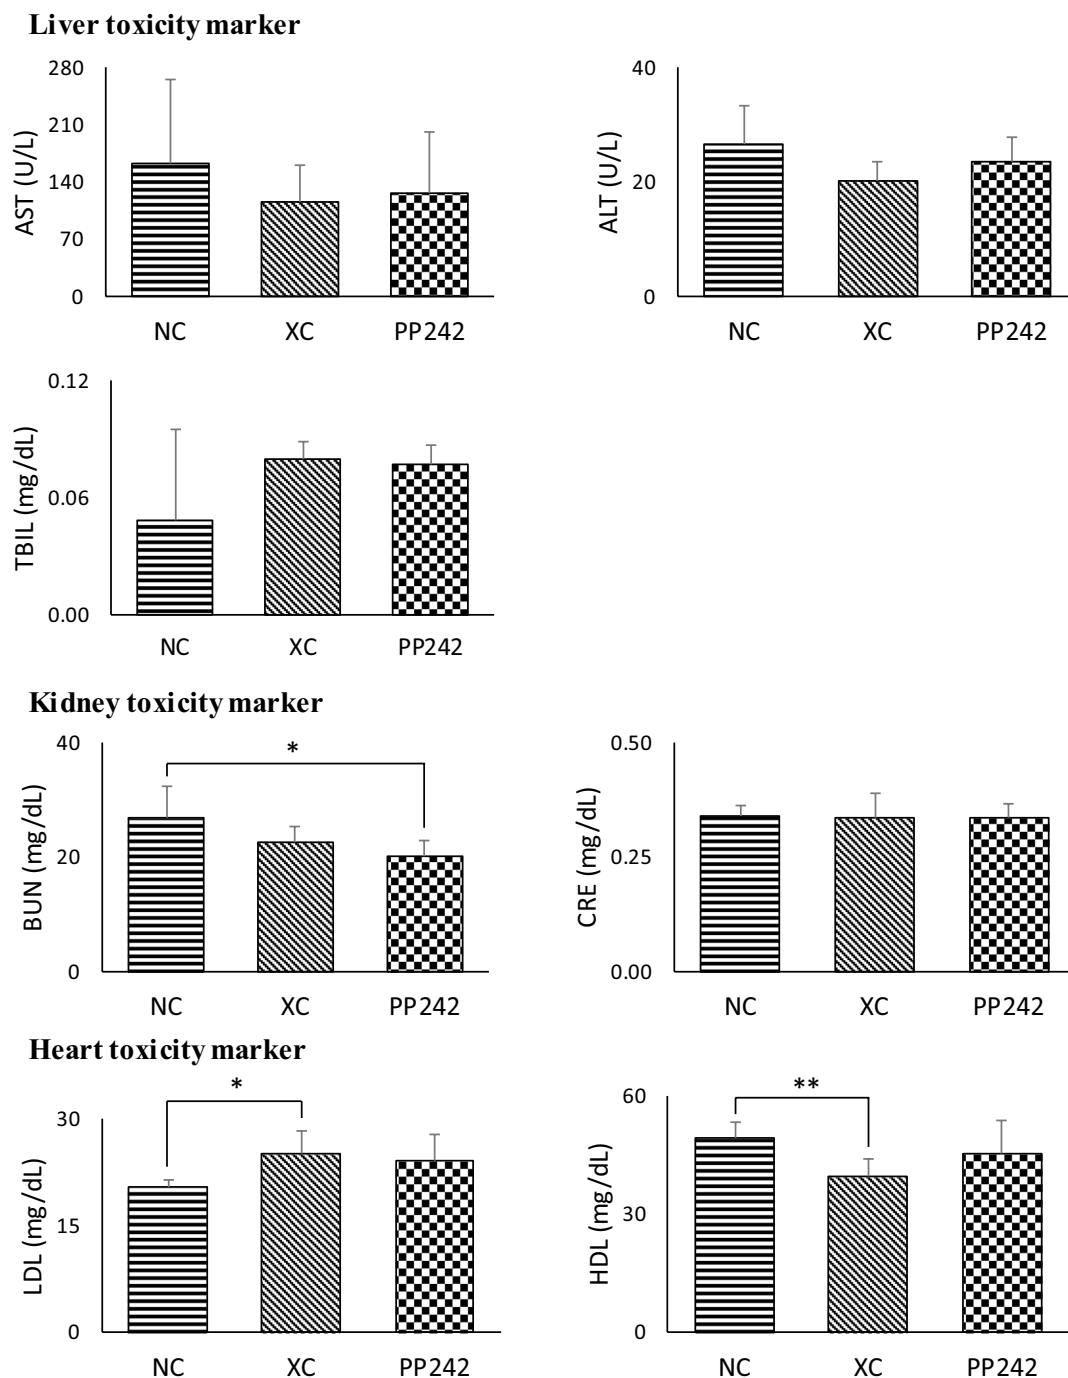 Liver toxicity marker
280
210
140
70
0
AST (U/L)
NC XC PP242
40
20
0
ALT (U/L)
NC XC PP242
0.12
0.06
0.00
TBIL (mg/dL)
NC XC PP242
Kidney toxicity marker
40
20
0
BUN (mg/dL)
*
NC XC PP242
0.50
0.25
0.00
CRE (mg/dL)
NC XC PP242
Heart toxicity marker
30
15
0
LDL (mg/dL)
*
NC XC PP242
60
30
0
HDL (mg/dL)
**
NC XC PP242